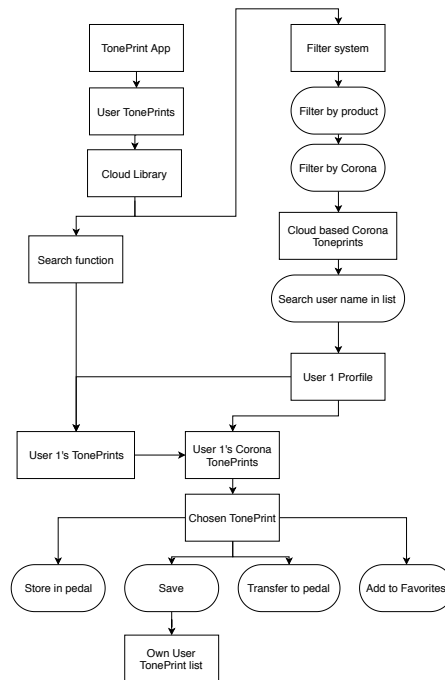 TonePrint App
Filter system
User TonePrints
Filter by product
Cloud Library
Filter by Corona
Cloud based Corona
Toneprints
Search function
Search user name in list
User 1 Prorfile
User 1's TonePrints
User 1's Corona
TonePrints
Chosen TonePrint
Store in pedal
Save
Transfer to pedal
Add to Favorites
Own User
TonePrint list